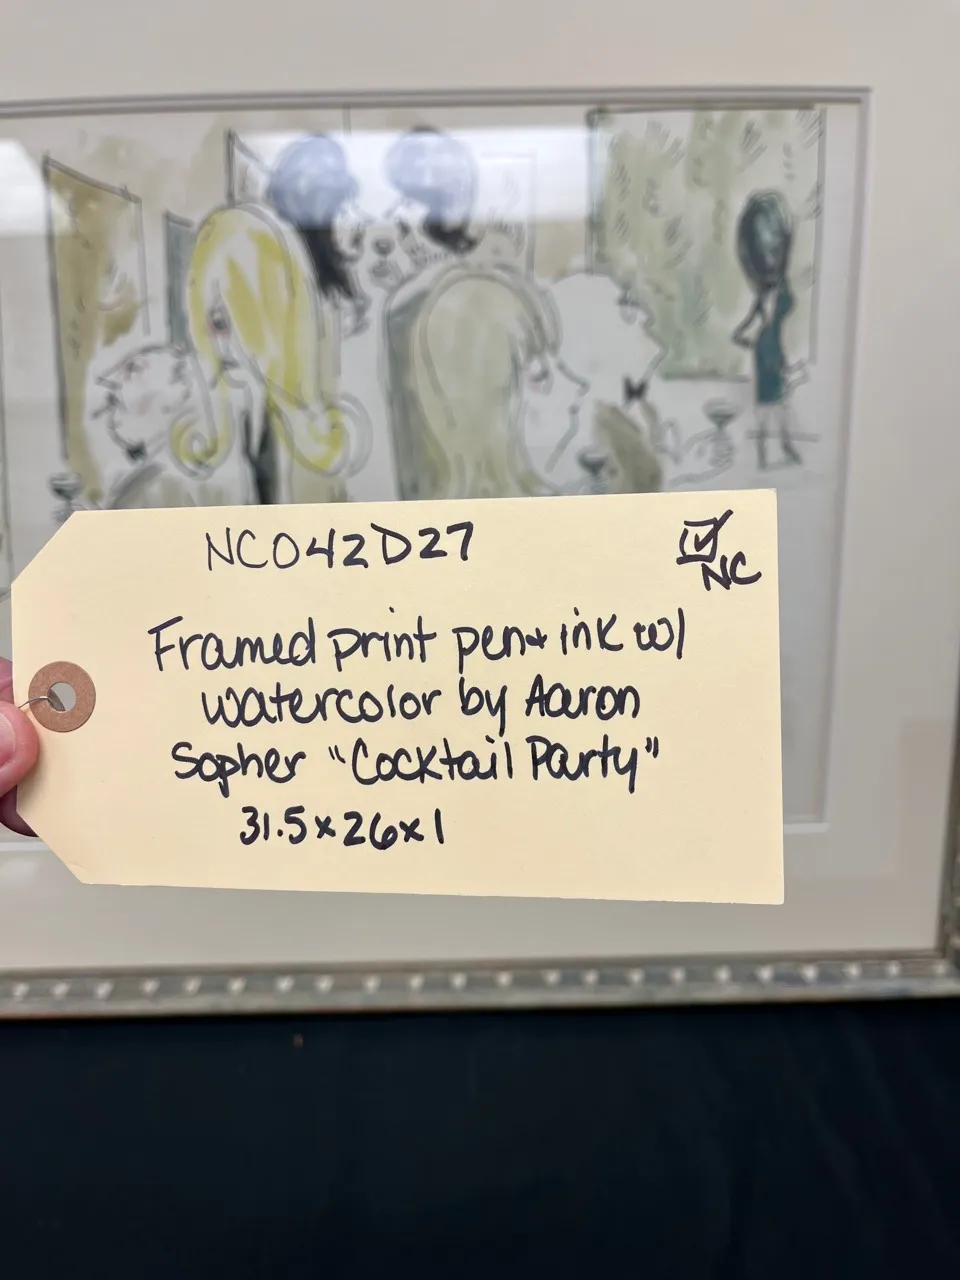 NC042D27
NC
Framed print pen + ink w/
watercolor by Aaron
Sopher "Cocktail Party"
31.5x26x1